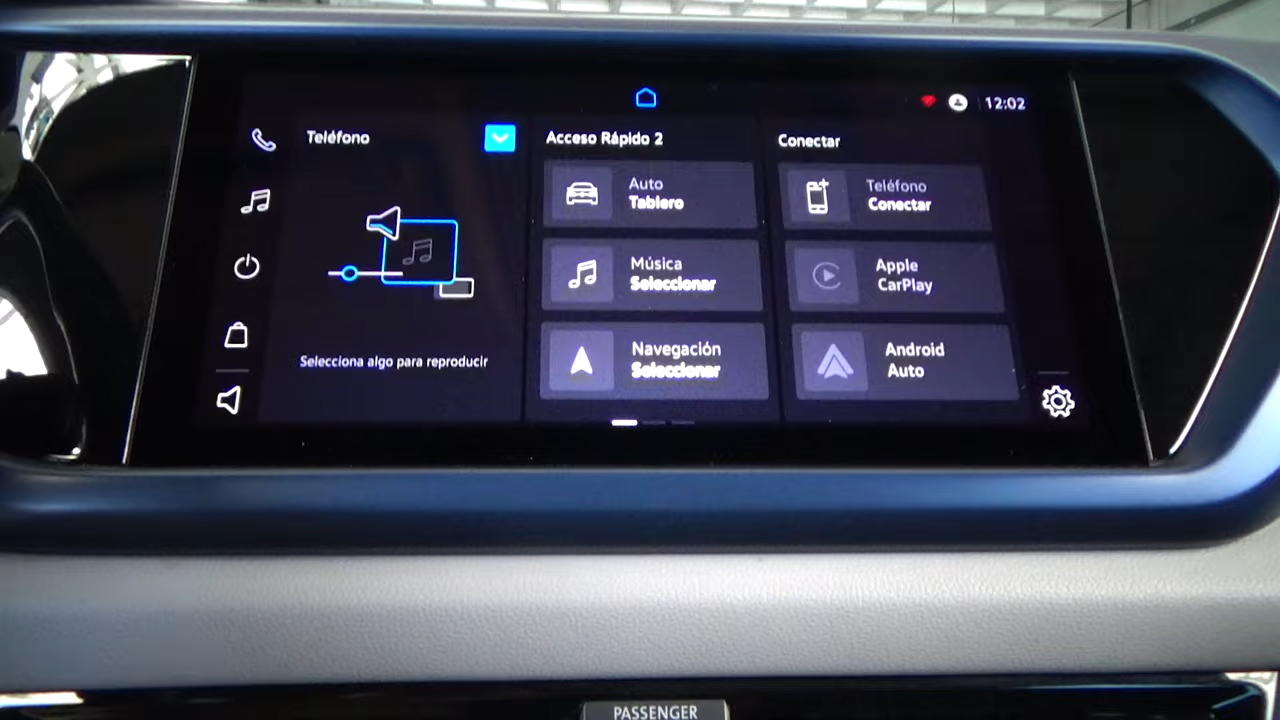 12:02
Teléfono
Selecciona algo para reproducir
Acceso Rápido 2
Auto
Tablero
Música
Seleccionar
Navegación
Seleccionar
Conectar
Teléfono
Conectar
Apple
CarPlay
Android
Auto
PASSENGER